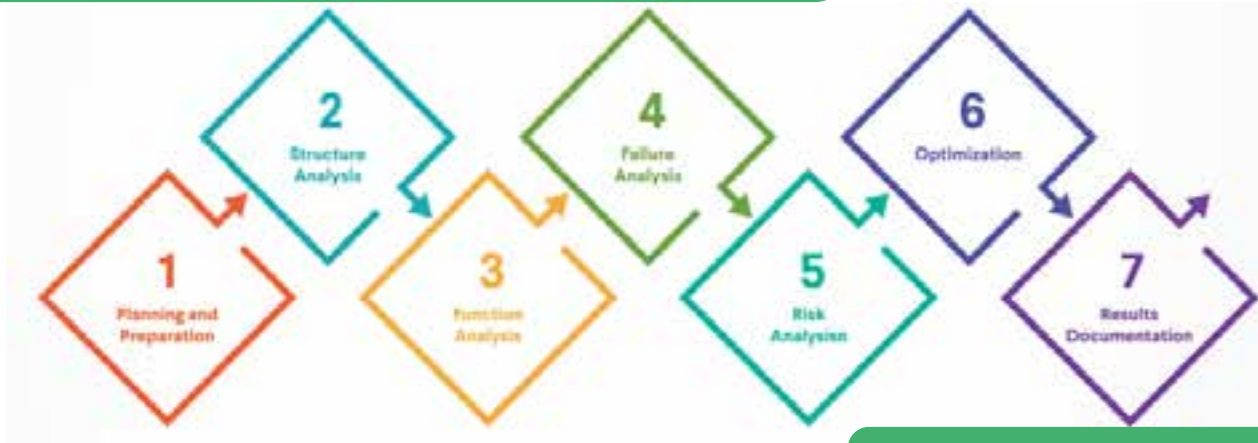 1
Planning and
Preparation
2
Structure
Analysis
3
Function
Analysis
4
Failure
Analysis
5
Risk
Analysisn
6
Optimization
7
Results
Documentation